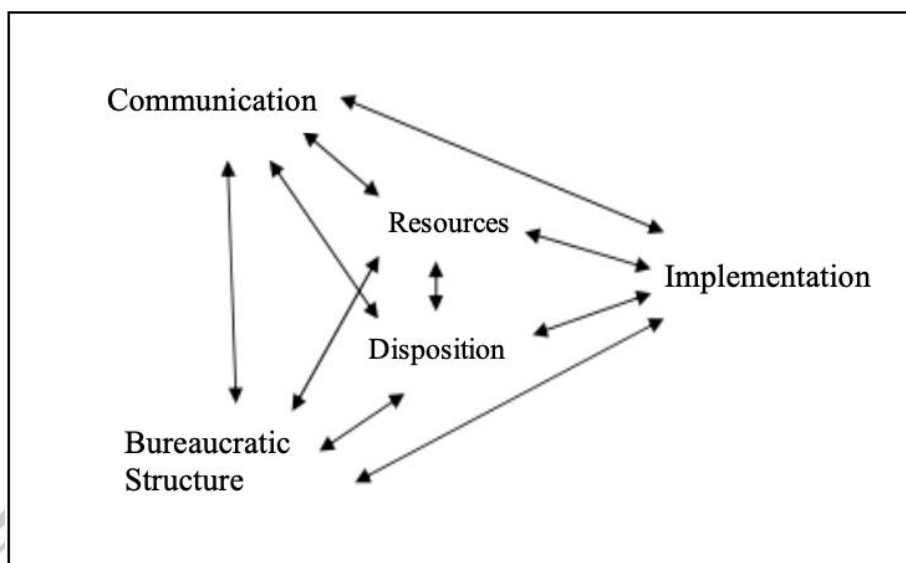 Communication
Resources
Implementation
Disposition
Bureaucratic
Structure